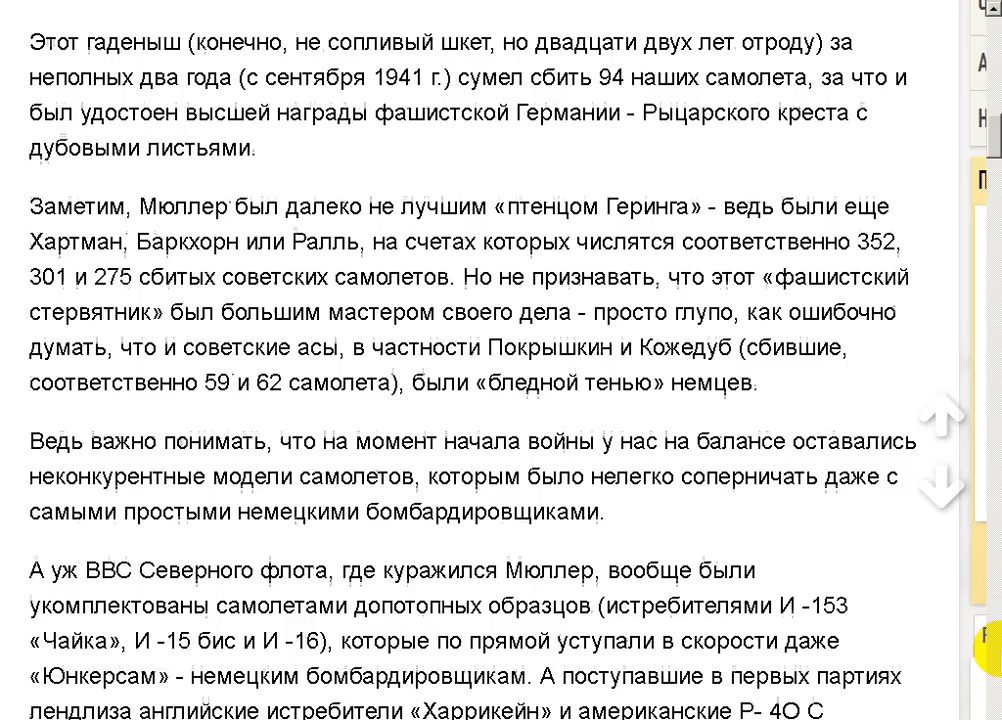 Этот гаденыш (конечно, не сопливый шкет, но двадцати двух лет отроду) за
неполных два года (с сентября 1941 г.) сумел сбить 94 наших самолета, за что и
был удостоен высшей награды фашистской Германии - Рыцарского креста с
дубовыми листьями.
Заметим, Мюллер был далеко не лучшим «птенцом Геринга» - ведь были еще
Хартман, Баркхорн или Ралль, на счетах которых числятся соответственно 352,
301 и 275 сбитых советских самолетов. Но не признавать, что этот «фашистский
стервятник» был большим мастером своего дела - просто глупо, как ошибочно
думать, что и советские асы, в частности Покрышкин и Кожедуб (сбившие,
соответственно 59 и 62 самолета), были «бледной тенью» немцев.
Ведь важно понимать, что на момент начала войны у нас на балансе оставались
неконкурентные модели самолетов, которым было нелегко соперничать даже с
самыми простыми немецкими бомбардировщиками.
А уж ВВС Северного флота, где куражился Мюллер, вообще были
укомплектованы самолетами допотопных образцов (истребителями И -153
«Чайка», И -15 бис и И -16), которые по прямой уступали в скорости даже
«Юнкерсам» - немецким бомбардировщикам. А поступавшие в первых партиях
лендлиза английские истребители «Харрикейн» и американские Р- 4О С